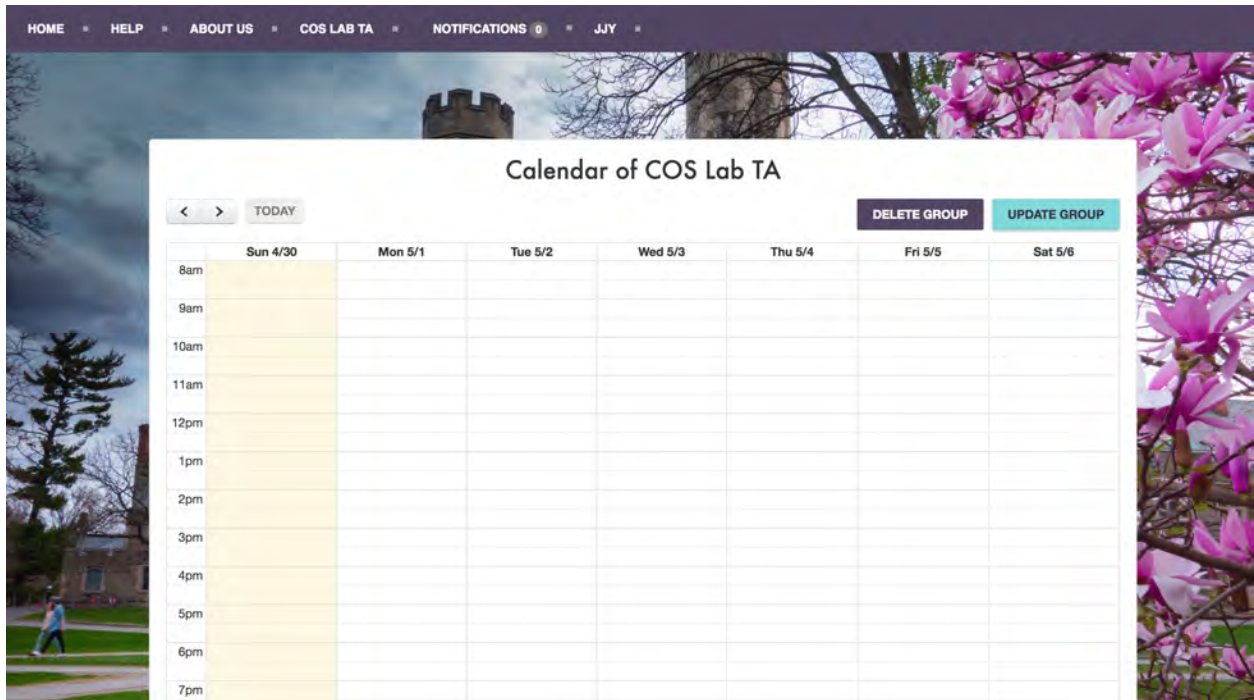 HOME HELP ABOUT US COS LAB TA NOTIFICATIONS 0 JJY
Calendar of COS Lab TA
< > TODAY DELETE GROUP UPDATE GROUP
Sun 4/30 Mon 5/1 Tue 5/2 Wed 5/3 Thu 5/4 Fri 5/5 Sat 5/6
8am
9am
10am
11am
12pm
1pm
2pm
3pm
4pm
5pm
6pm
7pm